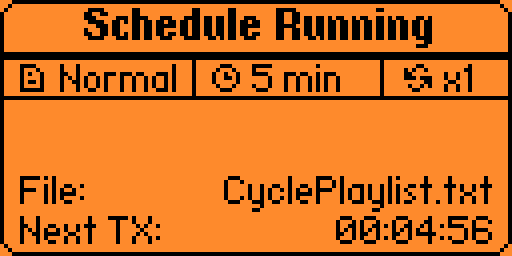 Schedule Running
Normal 5 min x1
File: CyclePlaylist.txt
Next TX: 00:04:56